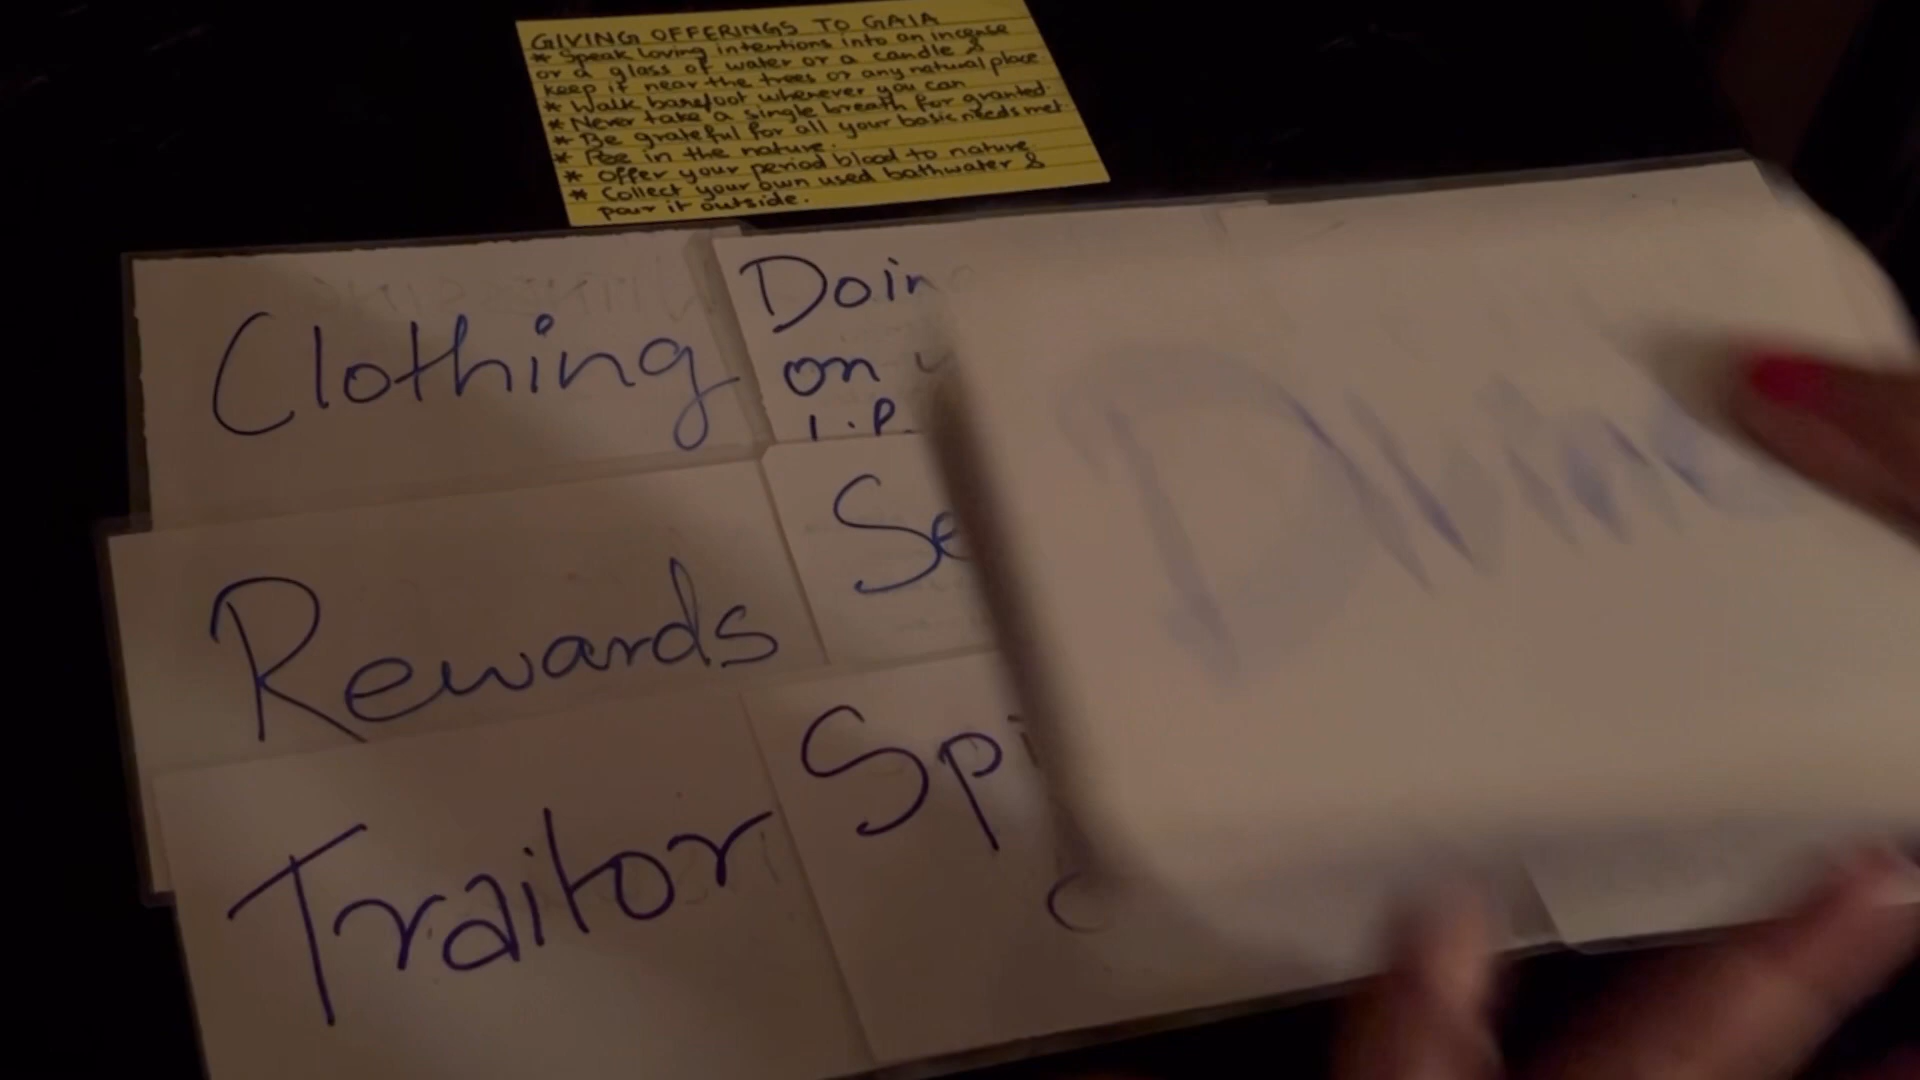 GIVING OFFERINGS TO GAIA
* Speak loving intentions into an incense
or a glass of water or a candle &
keep it near the trees or any natural place.
* Walk barefoot wherever you can
* Never take a single breath for granted.
* Be grateful for all your basic needs met.
* Pee in the nature.
* Offer your period blood to nature
* Collect your own used bathwater &
pour it outside.
Clothing
on
I.P.
Rewards
Traitor